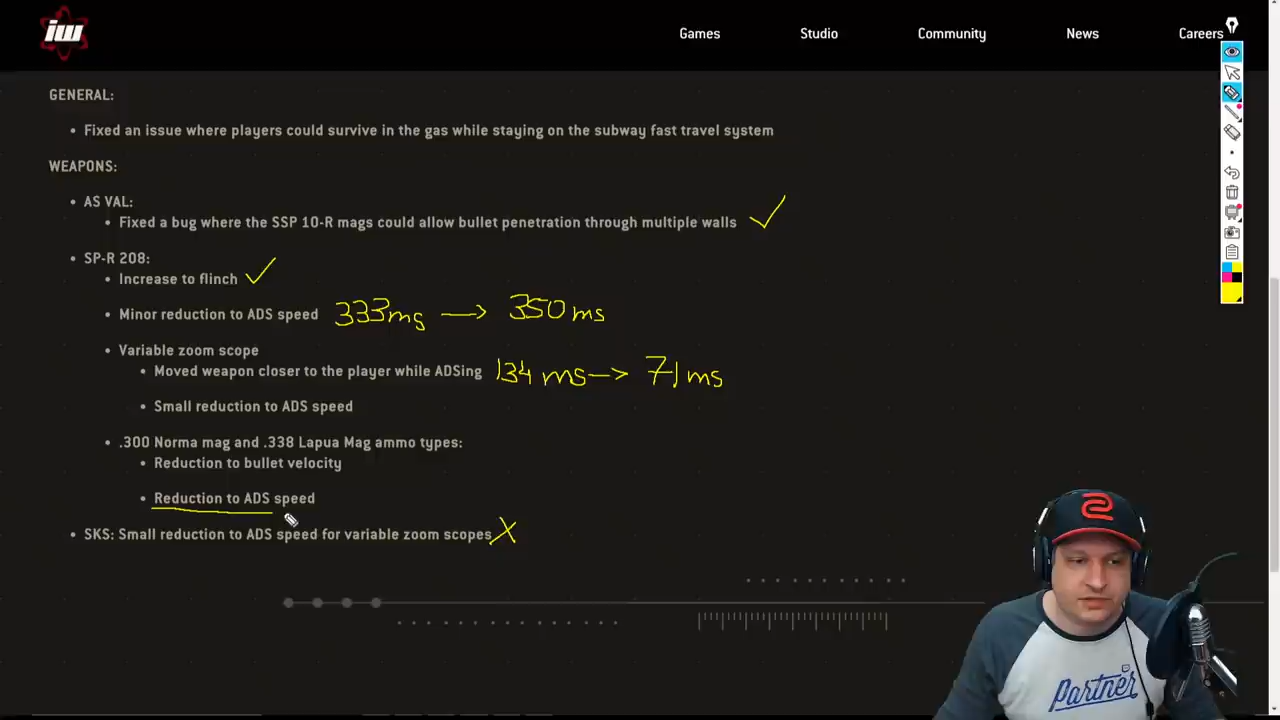 iw
Games Studio Community News Careers
GENERAL:
• Fixed an issue where players could survive in the gas while staying on the subway fast travel system
WEAPONS:
• AS VAL:
• Fixed a bug where the SSP 10-R mags could allow bullet penetration through multiple walls
• SP-R 208:
• Increase to flinch
• Minor reduction to ADS speed 333ms → 350ms
• Variable zoom scope
• Moved weapon closer to the player while ADSing 134 ms → 71ms
• Small reduction to ADS speed
• .300 Norma mag and .338 Lapua Mag ammo types:
• Reduction to bullet velocity
• Reduction to ADS speed
• SKS: Small reduction to ADS speed for variable zoom scopes X
Partner